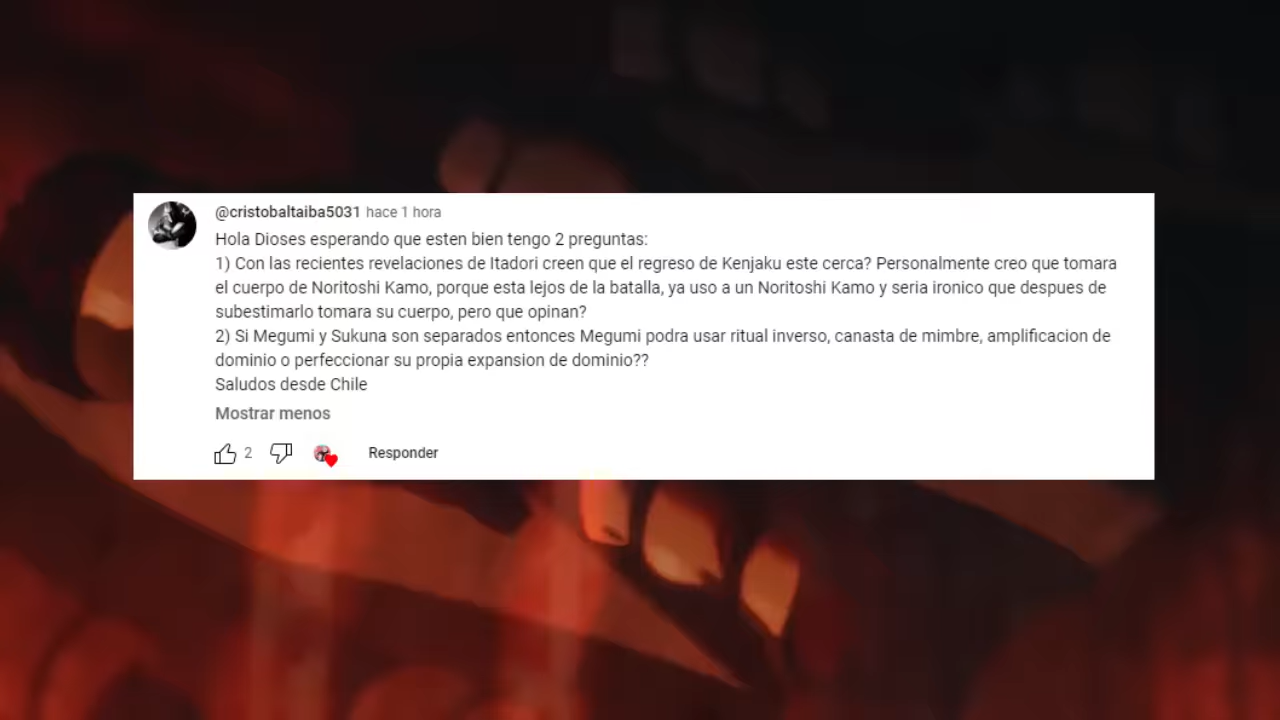 @cristobaltaiba5031 hace 1 hora
Hola Dioses esperando que esten bien tengo 2 preguntas:
1) Con las recientes revelaciones de Itadori creen que el regreso de Kenjaku este cerca? Personalmente creo que tomara
el cuerpo de Noritoshi Kamo, porque esta lejos de la batalla, ya uso a un Noritoshi Kamo y seria ironico que despues de
subestimarlo tomara su cuerpo, pero que opinan?
2) Si Megumi y Sukuna son separados entonces Megumi podra usar ritual inverso, canasta de mimbre, amplificacion de
dominio o perfeccionar su propia expansion de dominio??
Saludos desde Chile
Mostrar menos
2 Responder